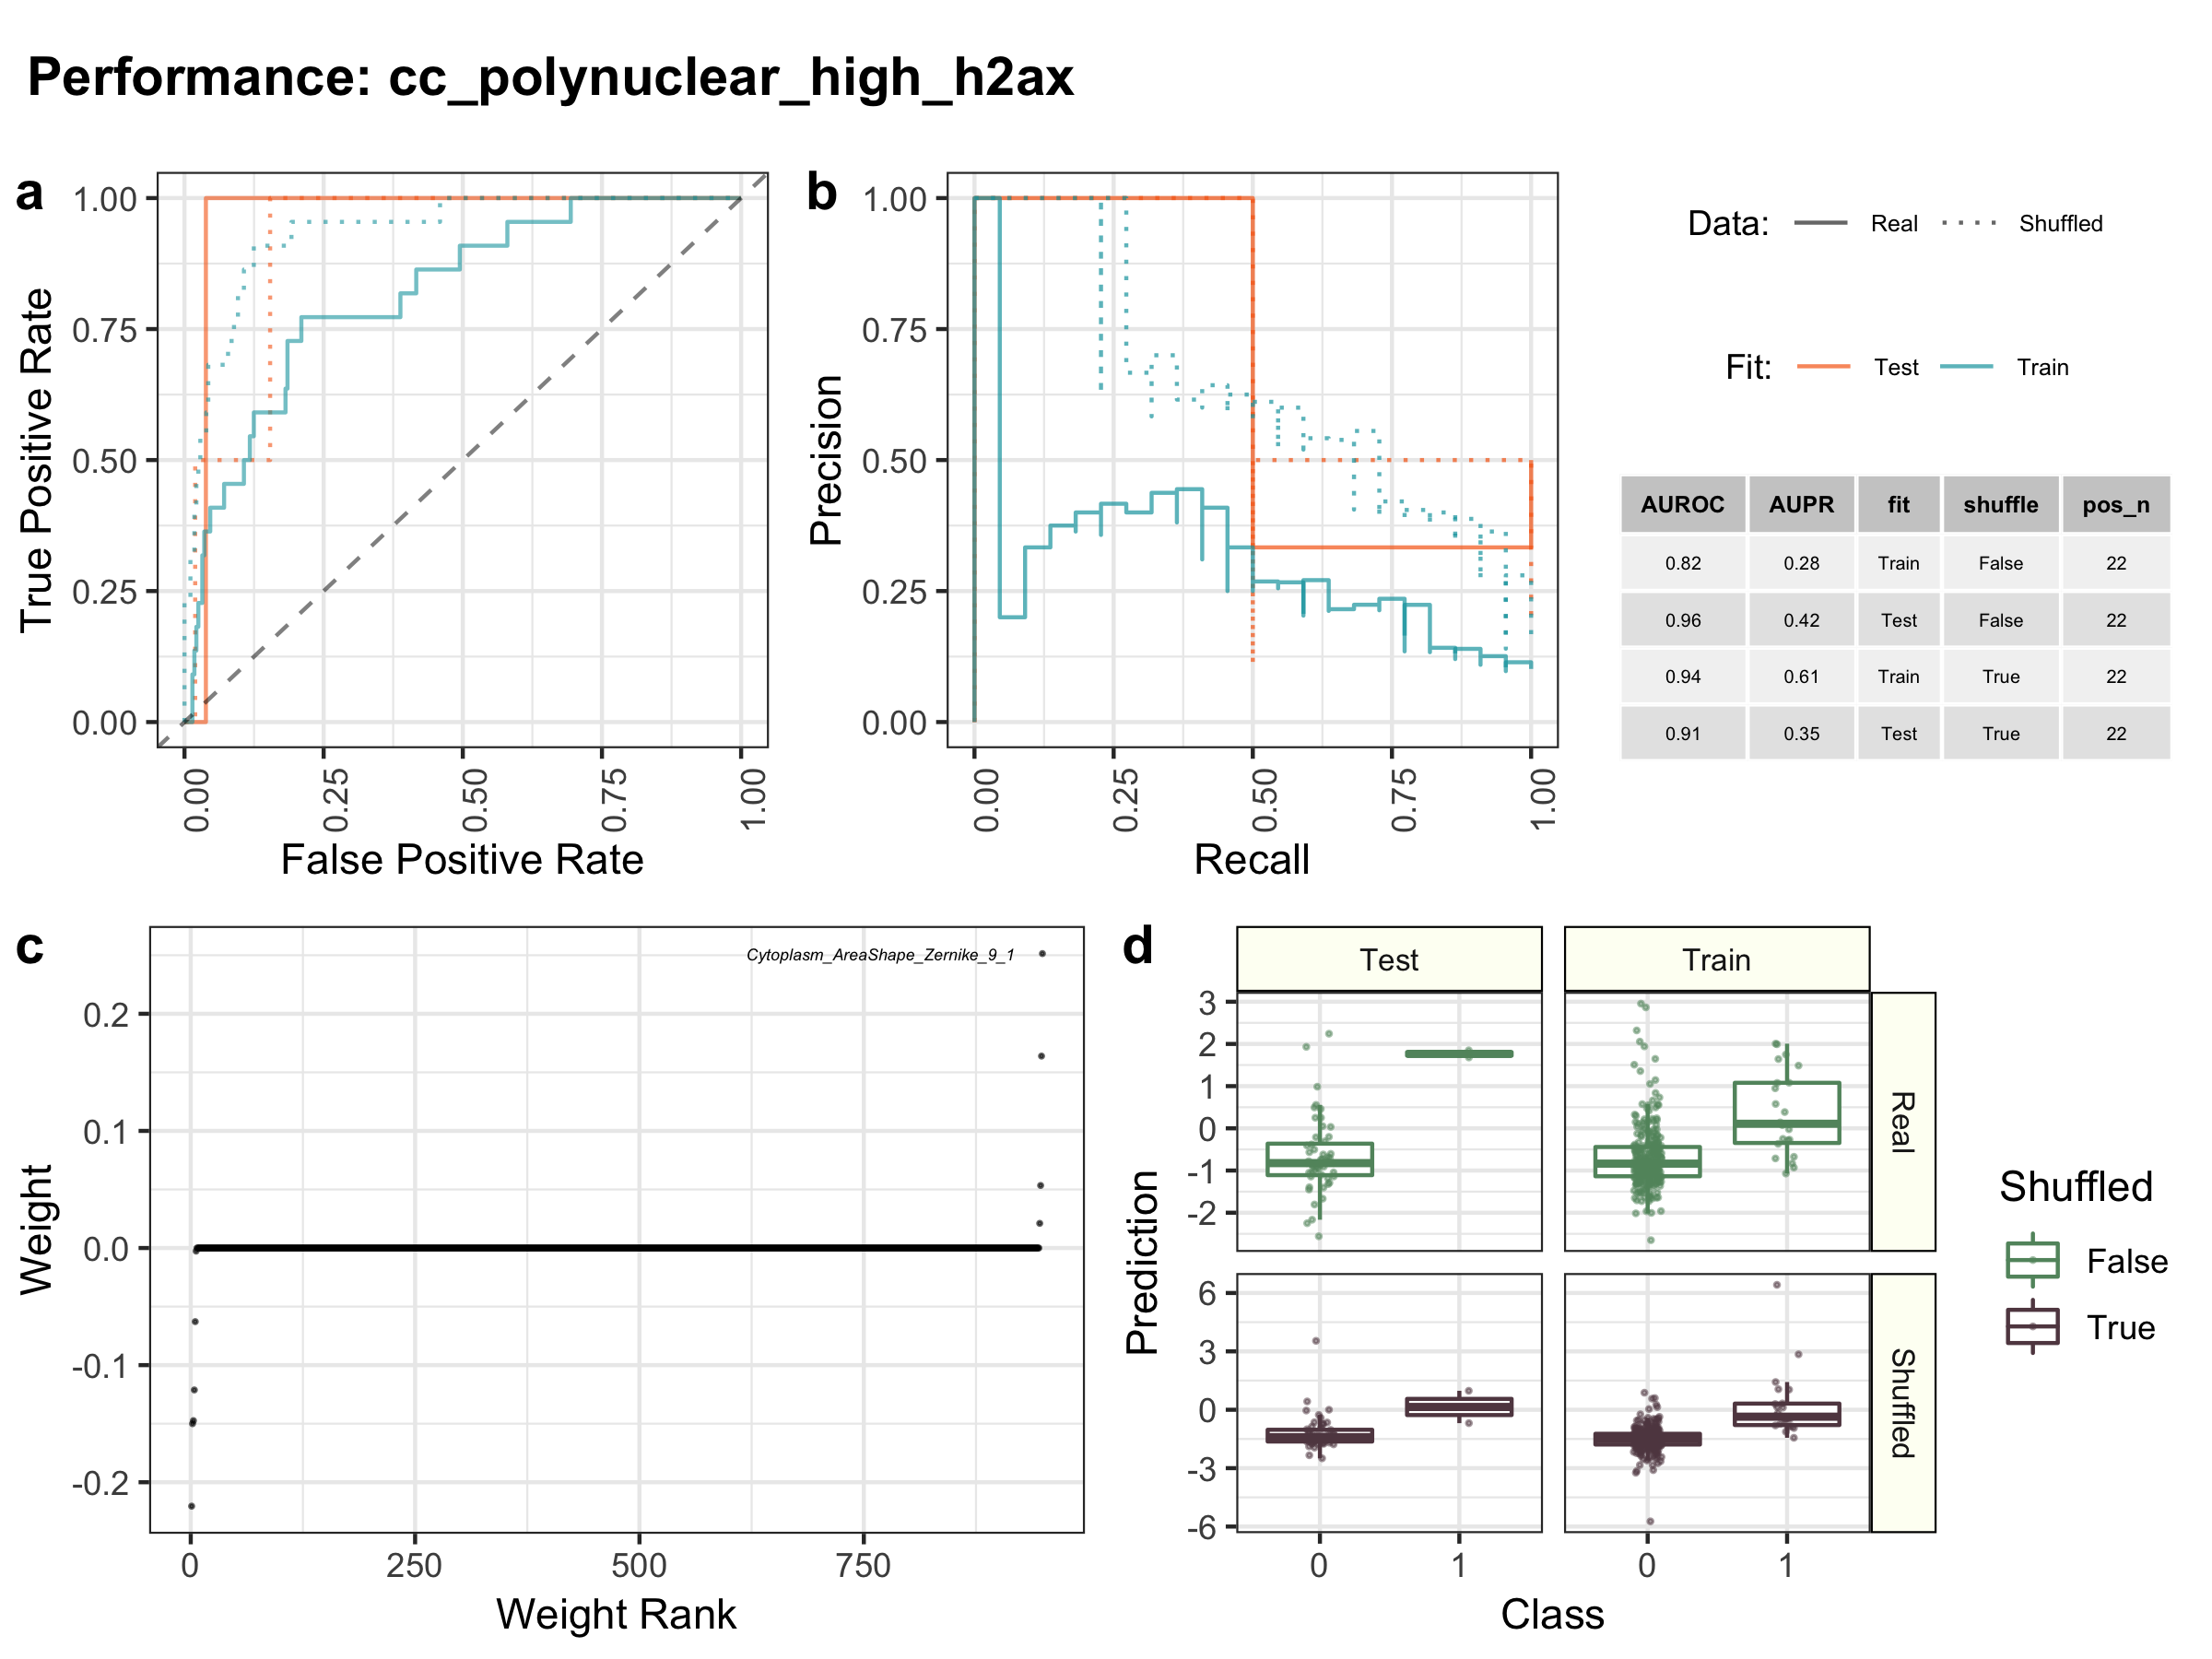 Performance: cc_polynuclear_high_h2ax
a
1.00
0.75
0.50
0.25
0.00
True Positive Rate
0.00
0.25
0.50
0.75
1.00
False Positive Rate
b
1.00
0.75
0.50
0.25
0.00
Precision
0.00
0.25
0.50
0.75
1.00
Recall
Data: Real Shuffled
Fit: Test Train
AUROC AUPR fit shuffle pos_n
0.82 0.28 Train False 22
0.96 0.42 Test False 22
0.94 0.61 Train True 22
0.91 0.35 Test True 22
c
Cytoplasm_AreaShape_Zernike_9_1
0.2
0.1
0.0
-0.1
-0.2
Weight
0 250 500 750
Weight Rank
d
Test Train
3
2
1
0
-1
-2
Real
6
3
0
-3
-6
Shuffled
Prediction
0 1 0 1
Class
Shuffled
False
True